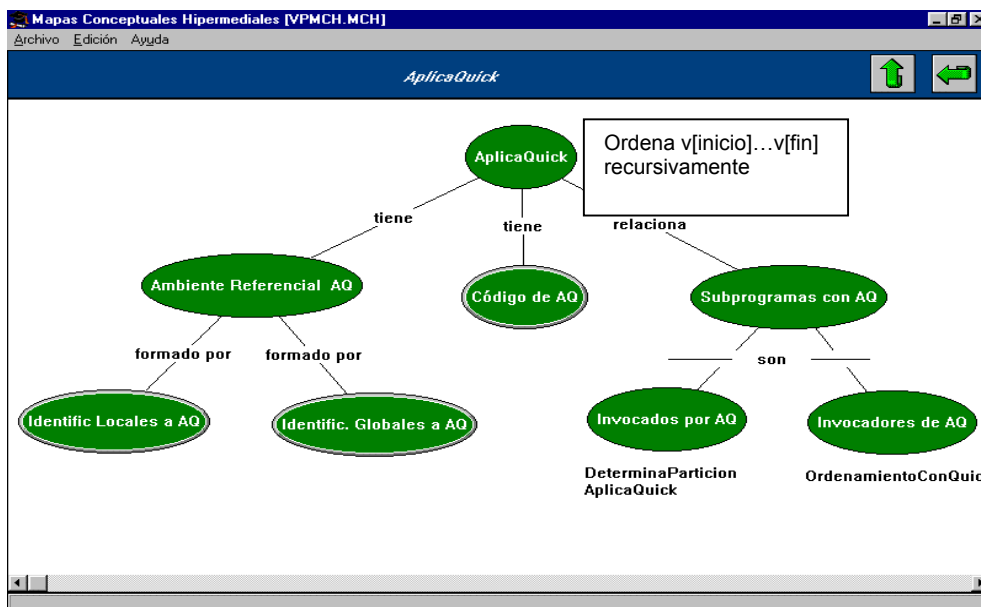 Mapas Conceptuales Hipermediales [VPMCH.MCH]
Archivo Edición Ayuda
AplicaQuick
AplicaQuick
Ordena v[inicio]...v[fin]
recursivamente
tiene
tiene
relaciona
Ambiente Referencial AQ
Código de AQ
Subprogramas con AQ
formado por
formado por
son
Identific Locales a AQ
Identific. Globales a AQ
Invocados por AQ
Invocadores de AQ
DeterminaParticion
AplicaQuick
OrdenamientoConQuic